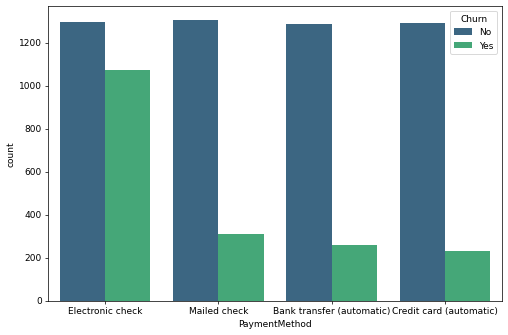 Churn
No
Yes
1200
1000
800
600
400
200
0
count
Electronic check
Mailed check
Bank transfer (automatic)
Credit card (automatic)
PaymentMethod